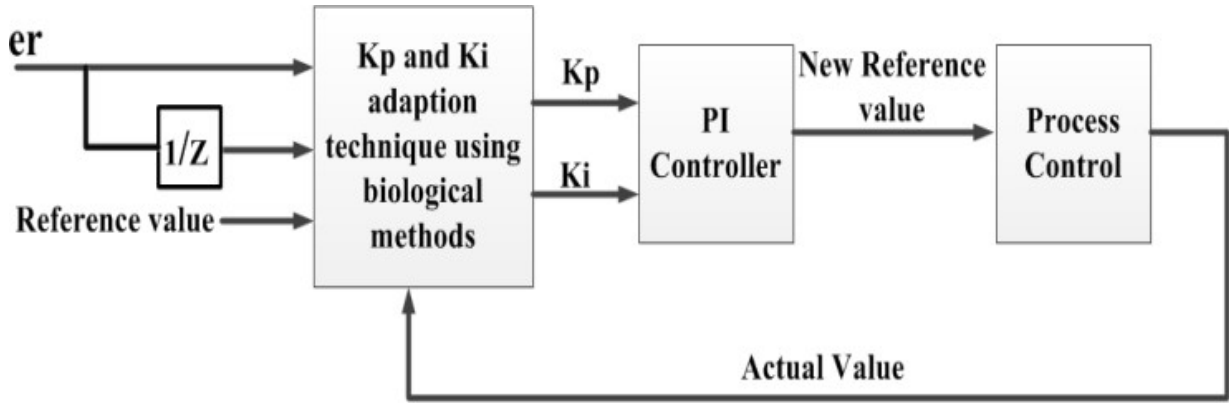 er
1/Z
Reference value
Kp and Ki
adaption
technique using
biological
methods
Kp
Ki
PI
Controller
New Reference
value
Process
Control
Actual Value